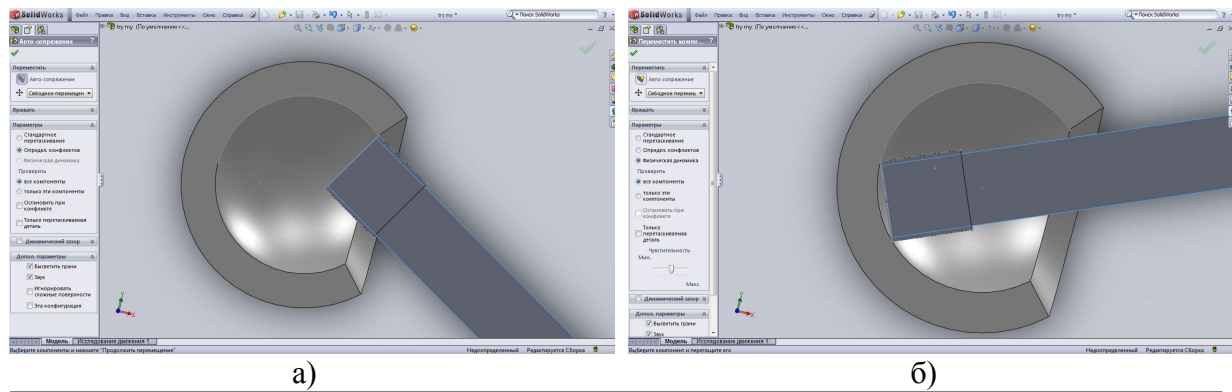 SolidWorks Файл Правка Вид Вставка Инструменты Окно Справка try my * Поиск SolidWorks
try my (По умолчанию<<...
Авто-сопряжения ?
Переместить
Авто-сопряжение
Свободное перемещен
Вращать
Параметры
Стандартное перетаскивание
Определ. конфликтов
Физическая динамика
Проверить
все компоненты
только эти компоненты
Остановить при конфликте
Только перетаскиваемая деталь
Динамический зазор
Допол. параметры
Высветить грани
Звук
Игнорировать сложные поверхности
Эта конфигурация
Модель Исследование движения 1
Выберите компоненты и нажмите "Продолжить перемещение" Недоопределенный Редактируется Сборка
а)
SolidWorks Файл Правка Вид Вставка Инструменты Окно Справка try my * Поиск SolidWorks
try my (По умолчанию<<...
Переместить компо... ?
Переместить
Авто-сопряжение
Свободное перемещ
Вращать
Параметры
Стандартное перетаскивание
Определ. конфликтов
Физическая динамика
Проверить
все компоненты
только эти компоненты
Остановить при конфликте
Только перетаскиваемая деталь
Чувствительность
Мин.
Макс.
Динамический зазор
Допол. параметры
Высветить грани
Звук
Модель Исследование движения 1
Выберите компонент и перетащите его Недоопределенный Редактируется Сборка
б)